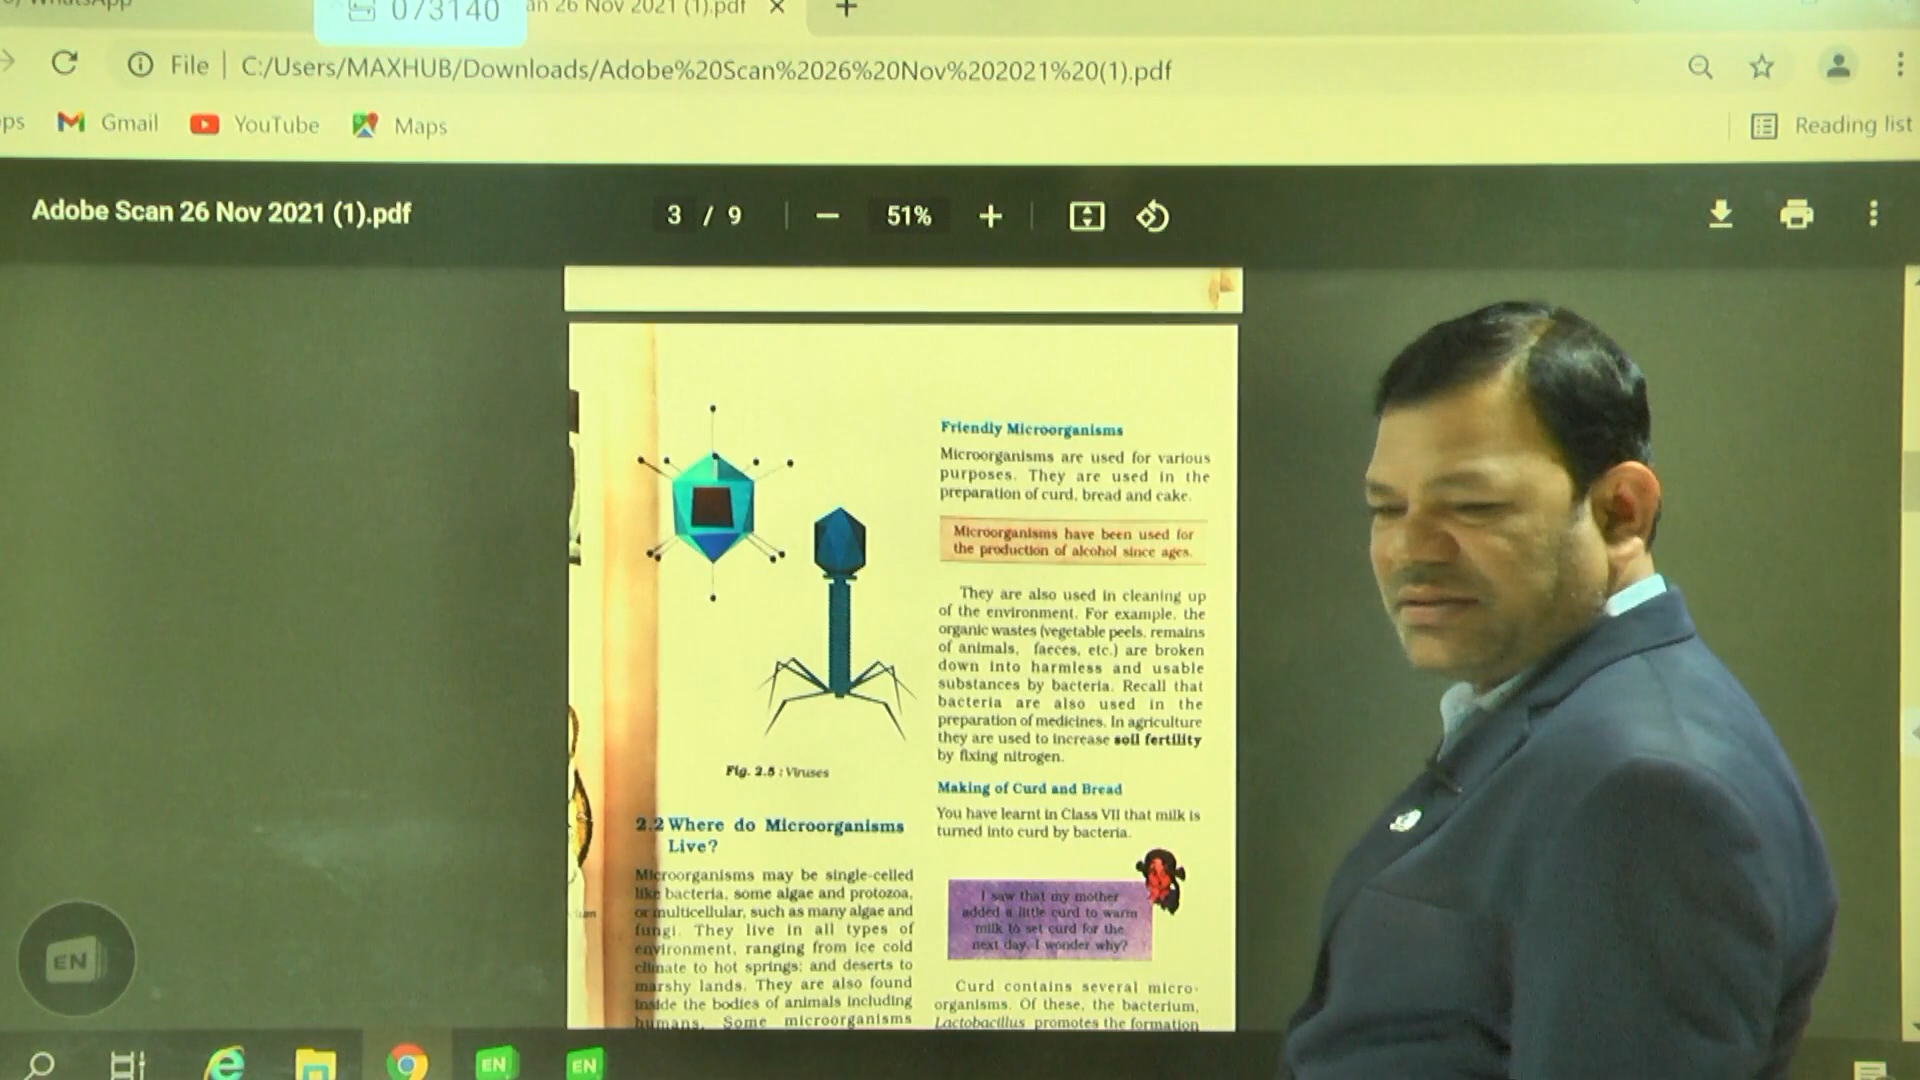 WhatsApp
073140
an 26 Nov 2021 (1).pdf
File | C:/Users/MAXHUB/Downloads/Adobe%20Scan%2026%20Nov%202021%20(1).pdf
ps Gmail YouTube Maps Reading list
Adobe Scan 26 Nov 2021 (1).pdf 3 / 9 51%
Fig. 2.5 : Viruses
2.2 Where do Microorganisms
Live?
Microorganisms may be single-celled
like bacteria, some algae and protozoa,
or multicellular, such as many algae and
fungi. They live in all types of
environment, ranging from ice cold
climate to hot springs; and deserts to
marshy lands. They are also found
inside the bodies of animals including
humans. Some microorganisms
Friendly Microorganisms
Microorganisms are used for various
purposes. They are used in the
preparation of curd, bread and cake.
Microorganisms have been used for
the production of alcohol since ages.
They are also used in cleaning up
of the environment. For example, the
organic wastes (vegetable peels, remains
of animals, faeces, etc.) are broken
down into harmless and usable
substances by bacteria. Recall that
bacteria are also used in the
preparation of medicines. In agriculture
they are used to increase soil fertility
by fixing nitrogen.
Making of Curd and Bread
You have learnt in Class VII that milk is
turned into curd by bacteria.
I saw that my mother
added a little curd to warm
milk to set curd for the
next day. I wonder why?
Curd contains several micro-
organisms. Of these, the bacterium,
Lactobacillus promotes the formation
EN
EN
EN